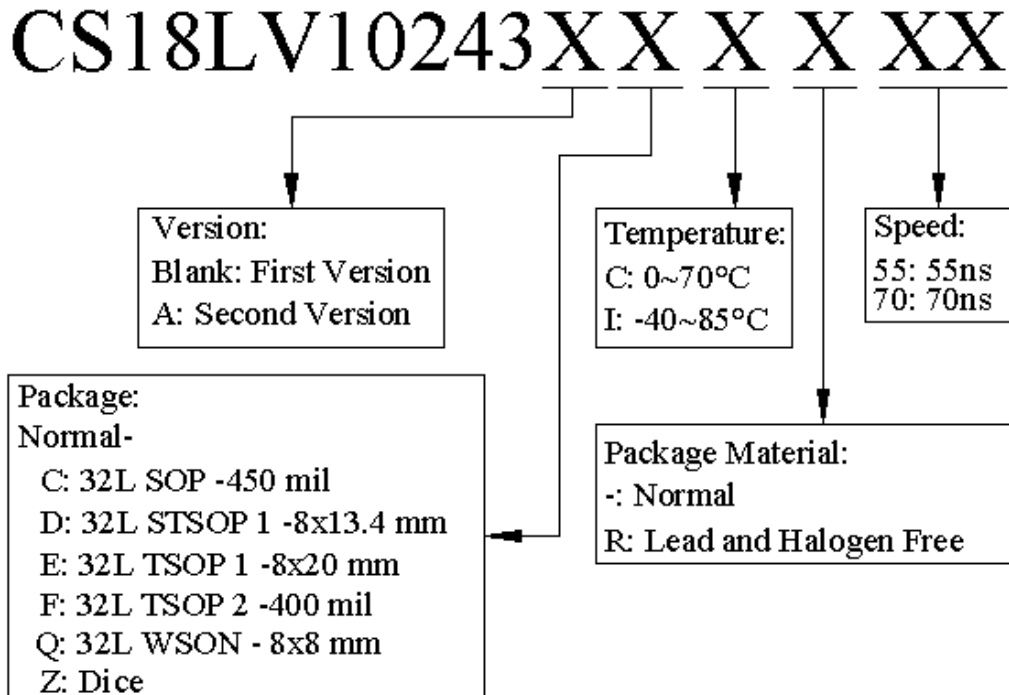 CS18LV10243X X X X XX
Version:
Blank: First Version
A: Second Version
Temperature:
C: 0~70°C
I: -40~85°C
Speed:
55: 55ns
70: 70ns
Package:
Normal-
C: 32L SOP -450 mil
D: 32L STSOP 1 -8x13.4 mm
E: 32L TSOP 1 -8x20 mm
F: 32L TSOP 2 -400 mil
Q: 32L WSON - 8x8 mm
Z: Dice
Package Material:
-: Normal
R: Lead and Halogen Free